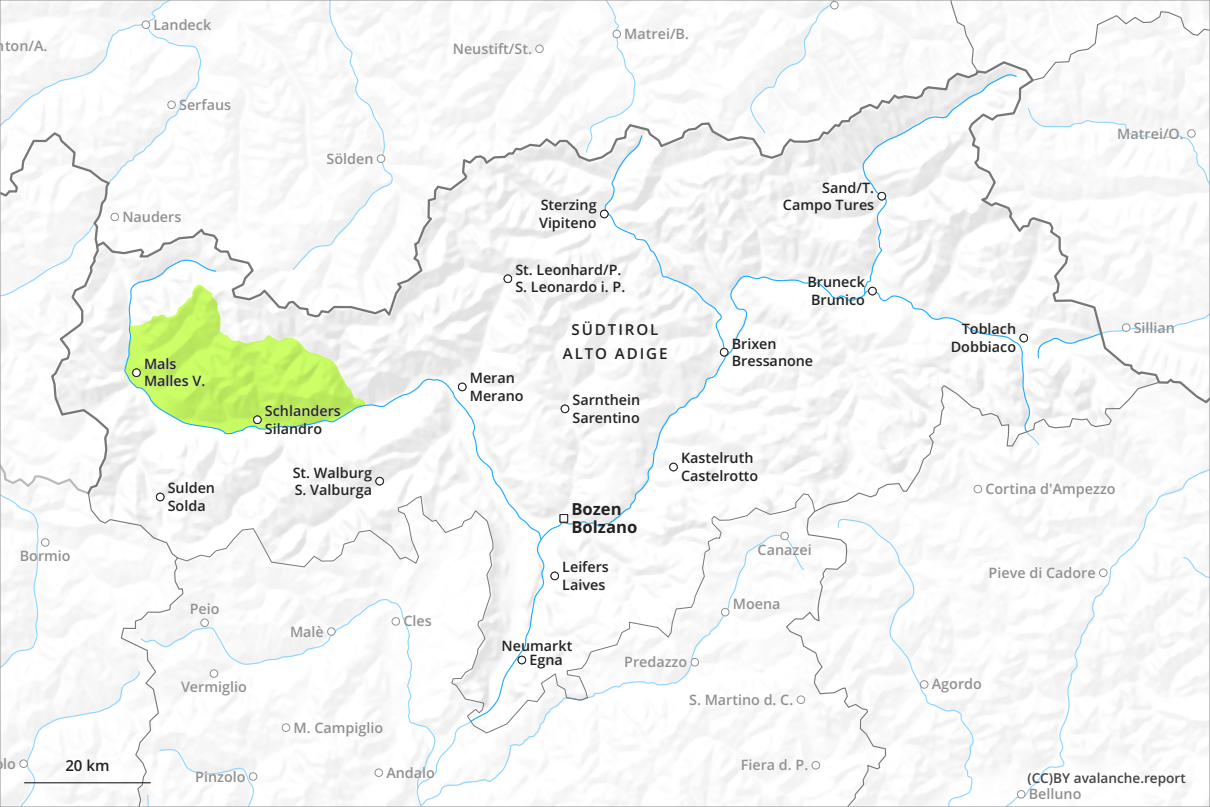 Landeck
nton/A.
Neustift/St.
Matrei/B.
Serfaus
Matrei/O.
Sölden
Nauders
Sand/T.
Campo Tures
Sterzing
Vipiteno
St. Leonhard/P.
S. Leonardo i. P.
Bruneck
Brunico
SÜDTIROL
ALTO ADIGE
Toblach
Dobbiaco
Sillian
Brixen
Bressanone
Mals
Malles V.
Meran
Merano
Schlanders
Silandro
Sarnthein
Sarentino
Kastelruth
Castelrotto
St. Walburg
S. Valburga
Sulden
Solda
Cortina d'Ampezzo
Bozen
Bolzano
Bormio
Canazei
Leifers
Laives
Pieve di Cadore
Peio
Moena
Malè
Cles
Neumarkt
Egna
Predazzo
Vermiglio
Agordo
S. Martino d. C.
M. Campiglio
20 km
olo
Pinzolo
Andalo
Fiera d. P.
(CC)BY avalanche.report
Belluno